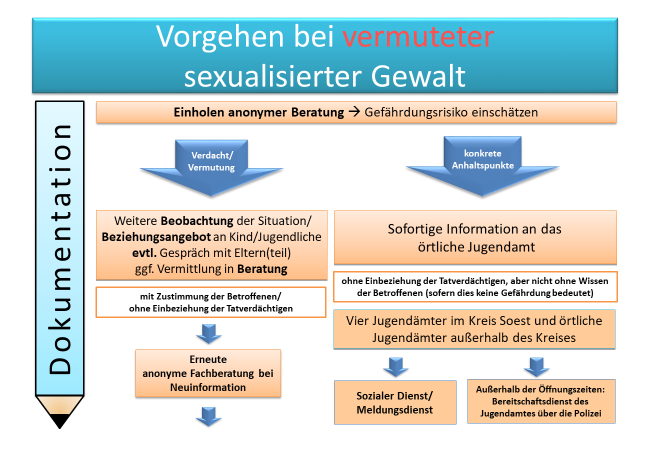 Vorgehen bei vermuteter
sexualisierter Gewalt
Dokumentation
Einholen anonymer Beratung → Gefährdungsrisiko einschätzen
Verdacht/
Vermutung
konkrete
Anhaltspunkte
Weitere Beobachtung der Situation/
Beziehungsangebot an Kind/Jugendliche
evtl. Gespräch mit Eltern(teil)
ggf. Vermittlung in Beratung
Sofortige Information an das
örtliche Jugendamt
mit Zustimmung der Betroffenen/
ohne Einbeziehung der Tatverdächtigen
ohne Einbeziehung der Tatverdächtigen, aber nicht ohne Wissen
der Betroffenen (sofern dies keine Gefährdung bedeutet)
Vier Jugendämter im Kreis Soest und örtliche
Jugendämter außerhalb des Kreises
Erneute
anonyme Fachberatung bei
Neuinformation
Sozialer Dienst/
Meldungsdienst
Außerhalb der Öffnungszeiten:
Bereitschaftsdienst des
Jugendamtes über die Polizei